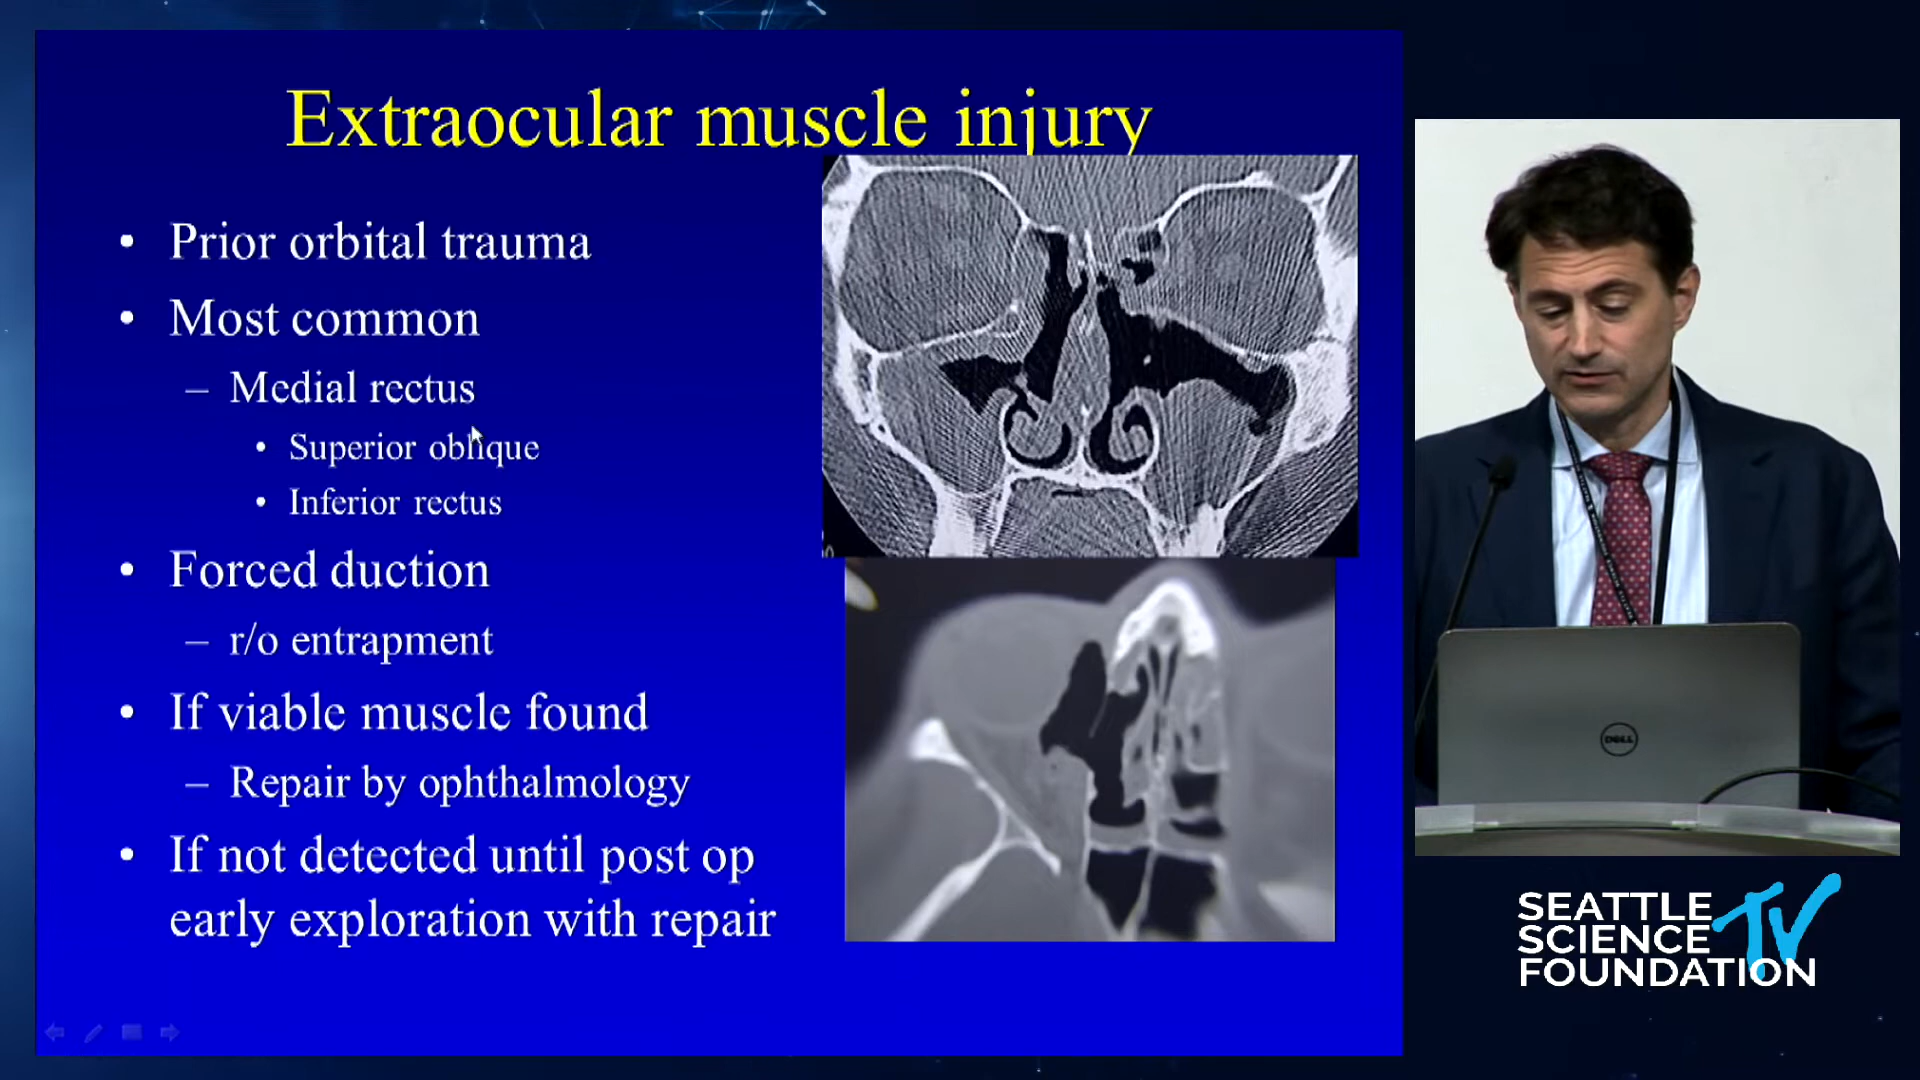 Extraocular muscle injury
• Prior orbital trauma
• Most common
– Medial rectus
• Superior oblique
• Inferior rectus
• Forced duction
– r/o entrapment
• If viable muscle found
– Repair by ophthalmology
• If not detected until post op
early exploration with repair
DELL
SEATTLE
SCIENCE
FOUNDATION
TV